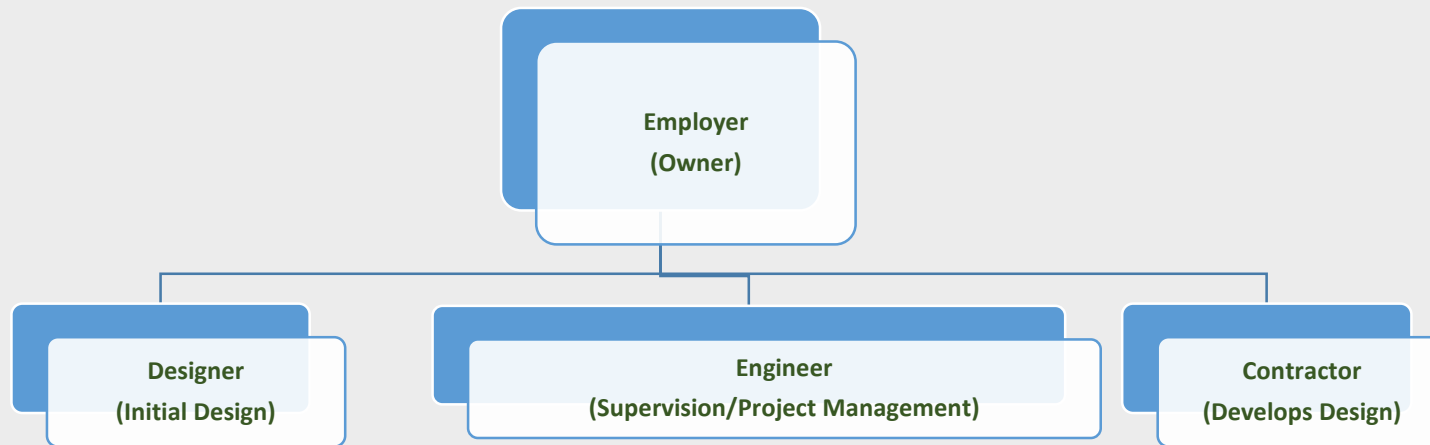 Employer
(Owner)
Designer
(Initial Design)
Engineer
(Supervision/Project Management)
Contractor
(Develops Design)